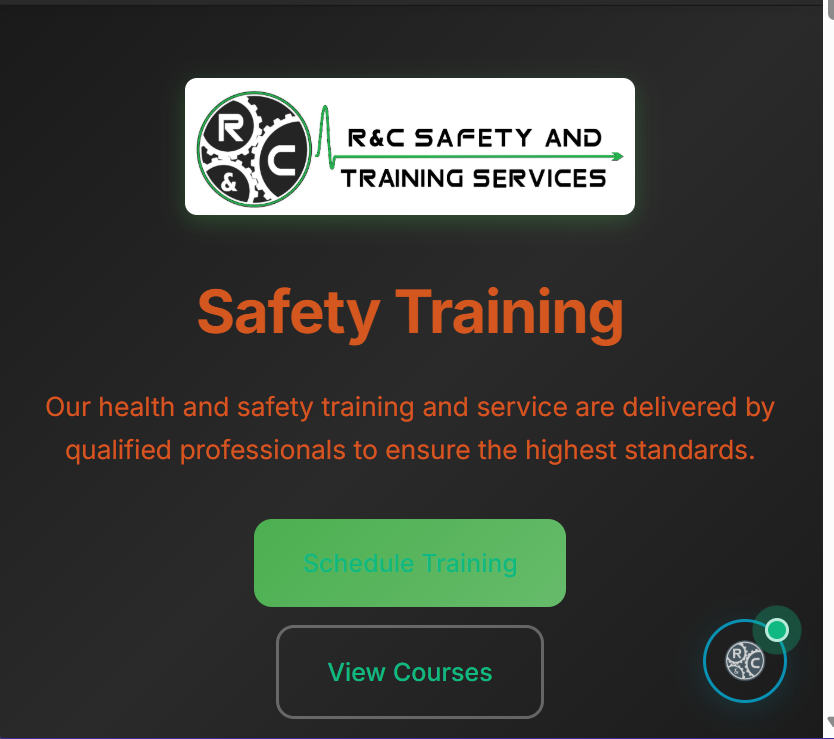 R
&
C
R&C SAFETY AND
TRAINING SERVICES
Safety Training
Our health and safety training and service are delivered by
qualified professionals to ensure the highest standards.
Schedule Training
View Courses
R
&
C